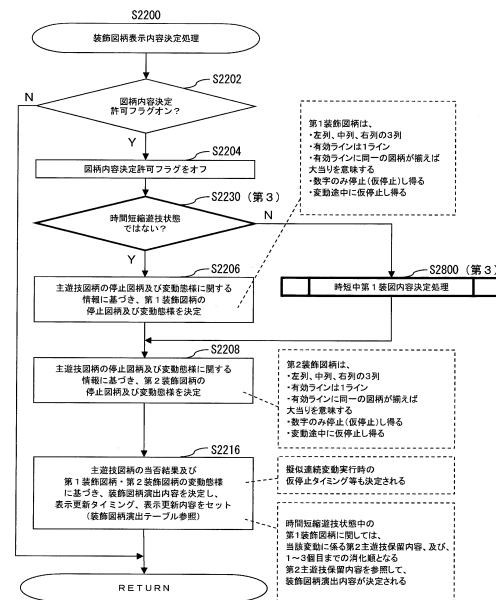 S2200
装飾図柄表示内容決定処理
S2202
N
図柄内容決定
許可フラグオン？
Y
S2204
図柄内容決定許可フラグをオフ
S2230 (第３)
時間短縮遊技状態
ではない？
N
Y
第１装飾図柄は、
・左列、中列、右列の３列
・有効ラインは１ライン
・有効ラインに同一の図柄が揃えば
大当りを意味する
・数字のみ停止（仮停止）し得る
・変動途中に仮停止し得る
S2206
主遊技図柄の停止図柄及び変動態様に関する
情報に基づき、第１装飾図柄の
停止図柄及び変動態様を決定
S2800 (第３)
時短中第１装図内容決定処理
S2208
主遊技図柄の停止図柄及び変動態様に関する
情報に基づき、第２装飾図柄の
停止図柄及び変動態様を決定
第２装飾図柄は、
・左列、中列、右列の３列
・有効ラインは１ライン
・有効ラインに同一の図柄が揃えば
大当りを意味する
・数字のみ停止（仮停止）し得る
・変動途中に仮停止し得る
S2216
主遊技図柄の当否結果及び
第１装飾図柄・第２装飾図柄の変動態様
に基づき、装飾図柄演出内容を決定し、
表示更新タイミング、表示更新内容をセット
（装飾図柄演出テーブル参照）
擬似連続変動実行時の
仮停止タイミング等も決定される
時間短縮遊技状態中の
第１装飾図柄に関しては、
当該変動に係る第２主遊技保留内容、及び、
１～３個目までの消化順となる
第２主遊技保留内容を参照して、
装飾図柄演出内容が決定される
RETURN